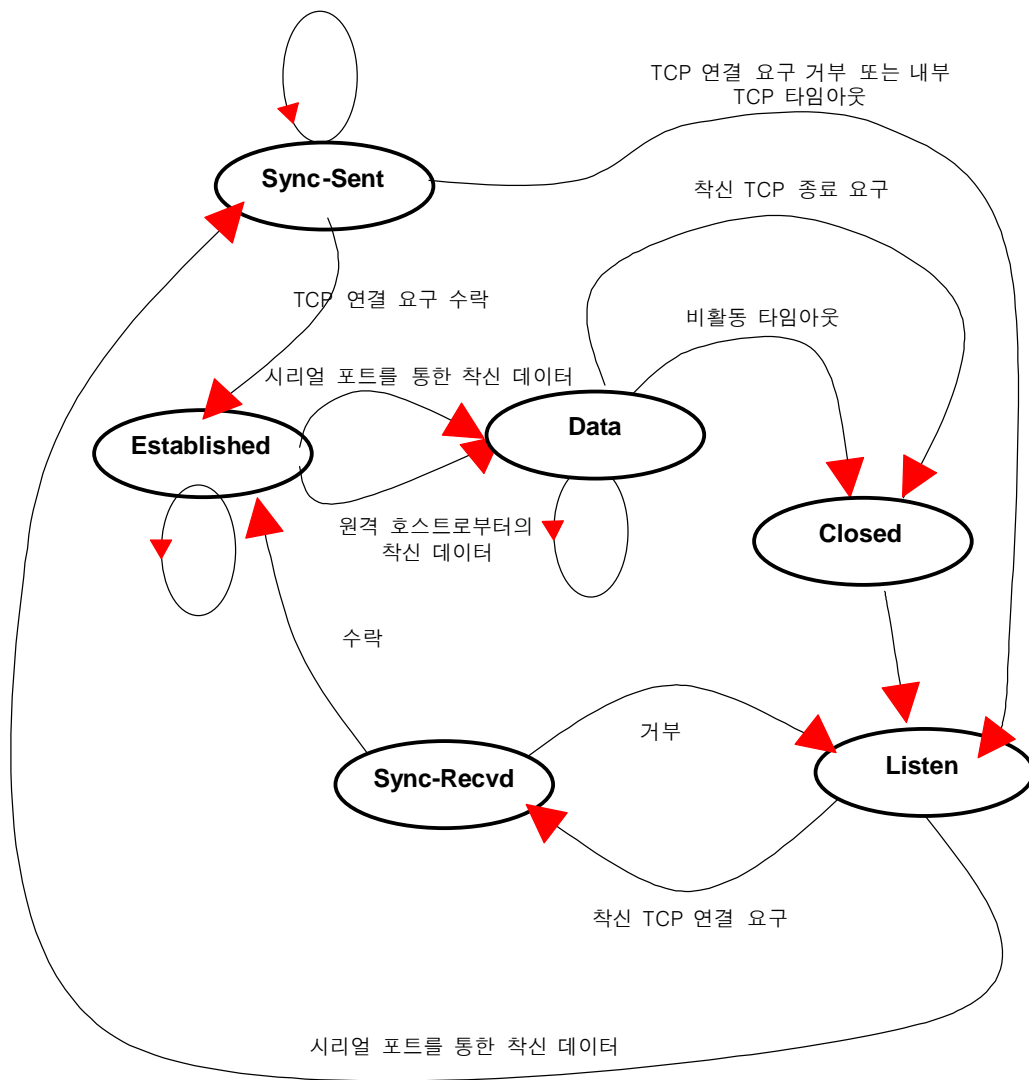 TCP 연결 요구 거부 또는 내부
TCP 타임아웃
Sync-Sent
착신 TCP 종료 요구
TCP 연결 요구 수락
비활동 타임아웃
시리얼 포트를 통한 착신 데이터
Data
Established
원격 호스트로부터의
착신 데이터
Closed
수락
거부
Sync-Recvd
Listen
착신 TCP 연결 요구
시리얼 포트를 통한 착신 데이터